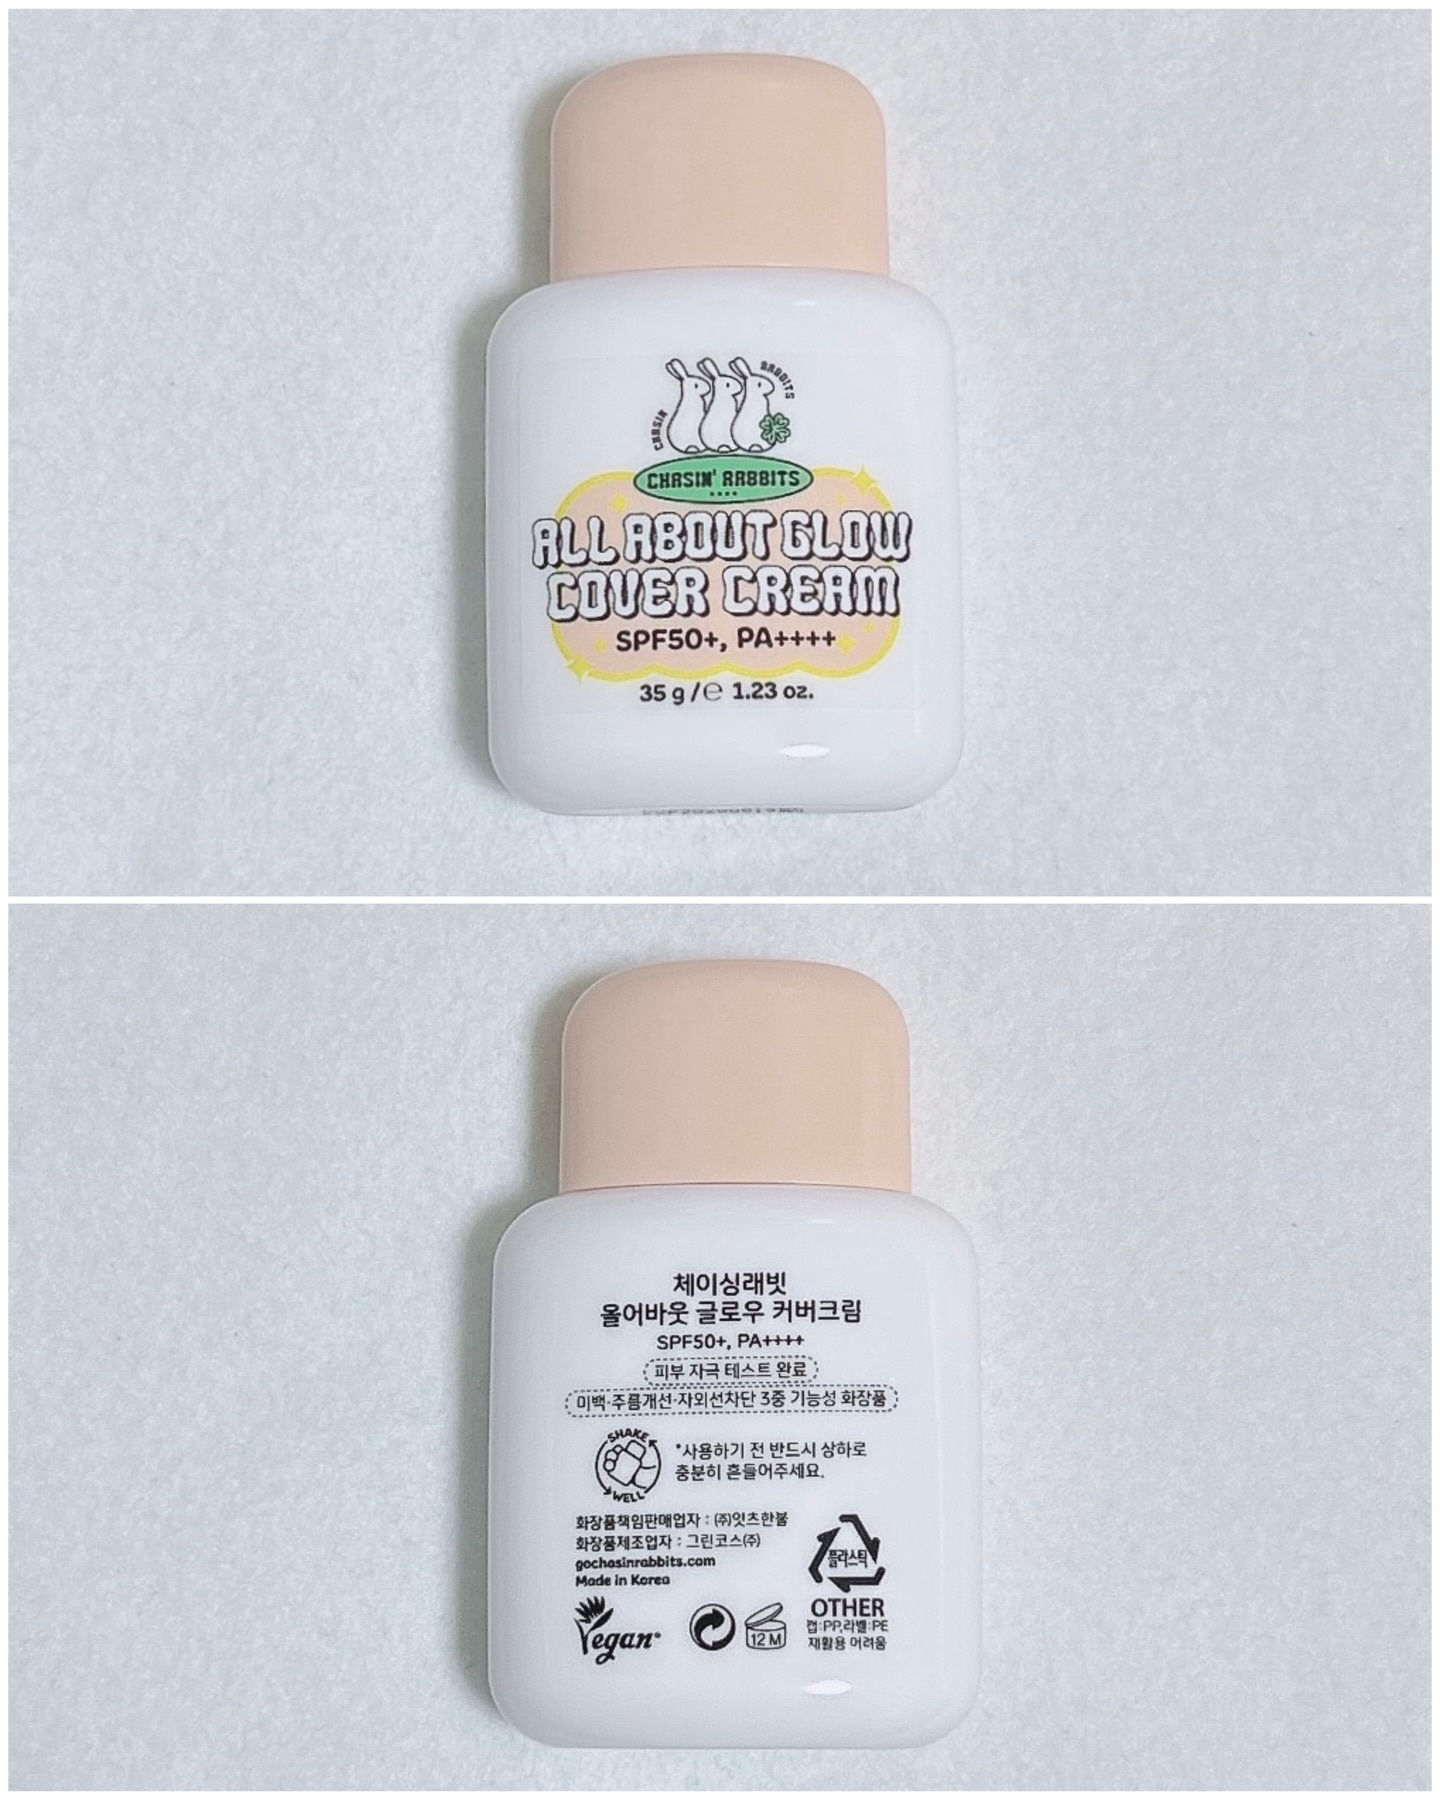 CHASIN
RABBITS
CHASIN' RABBITS
ALL ABOUT GLOW
COVER CREAM
SPF50+, PA++++
35 g / ℮ 1.23 oz.
체이싱래빗
올어바웃 글로우 커버크림
SPF50+, PA++++
피부 자극 테스트 완료
미백·주름개선·자외선차단 3중 기능성 화장품
SHAKE
WELL
*사용하기 전 반드시 상하로
충분히 흔들어주세요.
화장품책임판매업자 : ㈜잇츠한불
화장품제조업자 : 그린코스㈜
gochasinrabbits.com
Made in Korea
Vegan
12 M
플라스틱
OTHER
캡:PP,라벨:PE
재활용 어려움